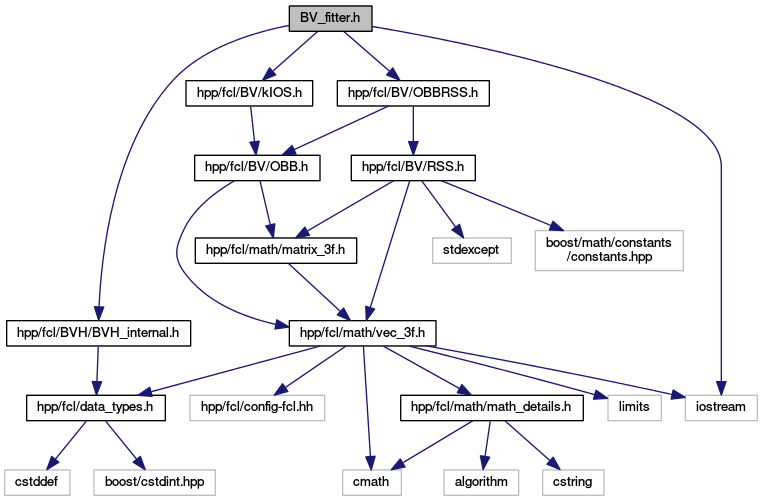 BV_fitter.h
hpp/fcl/BV/kIOS.h
hpp/fcl/BV/OBBRSS.h
hpp/fcl/BV/OBB.h
hpp/fcl/BV/RSS.h
hpp/fcl/math/matrix_3f.h
stdexcept
boost/math/constants
/constants.hpp
hpp/fcl/BVH/BVH_internal.h
hpp/fcl/math/vec_3f.h
hpp/fcl/data_types.h
hpp/fcl/config-fcl.hh
hpp/fcl/math/math_details.h
limits
iostream
cstddef
boost/cstdint.hpp
cmath
algorithm
cstring